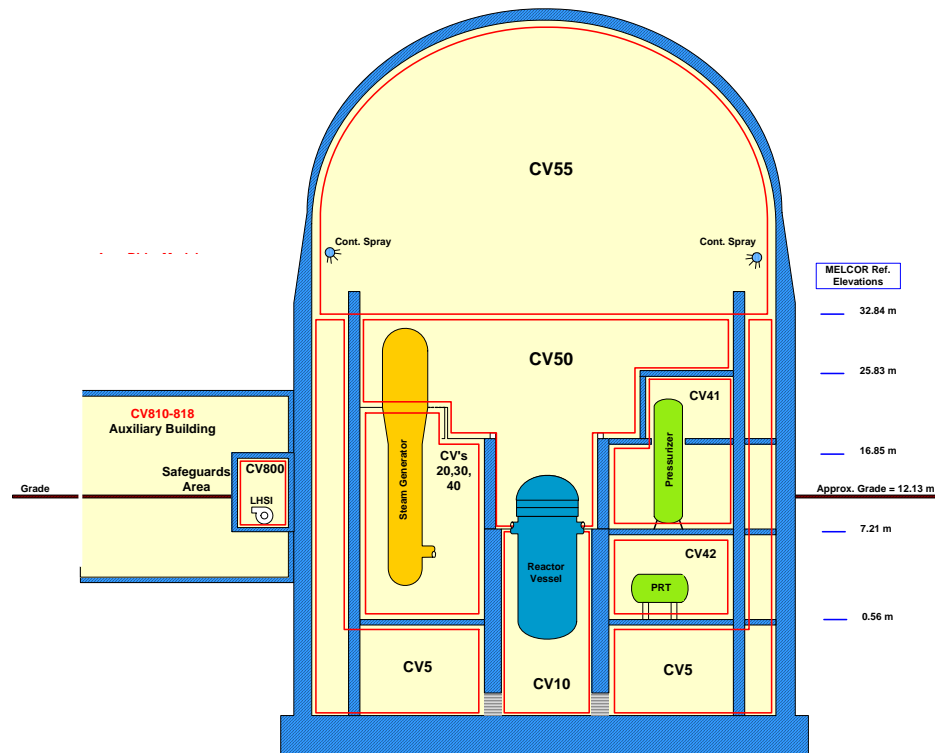 CV55
Cont. Spray
Cont. Spray
MELCOR Ref.
Elevations
32.84 m
CV50
25.83 m
CV41
CV810-818
Auxiliary Building
Steam Generator
Pressurizer
CV's
20,30,
40
16.85 m
Safeguards
Area
CV800
LHSI
Grade
Approx. Grade = 12.13 m
7.21 m
CV42
Reactor
Vessel
PRT
0.56 m
CV5
CV10
CV5